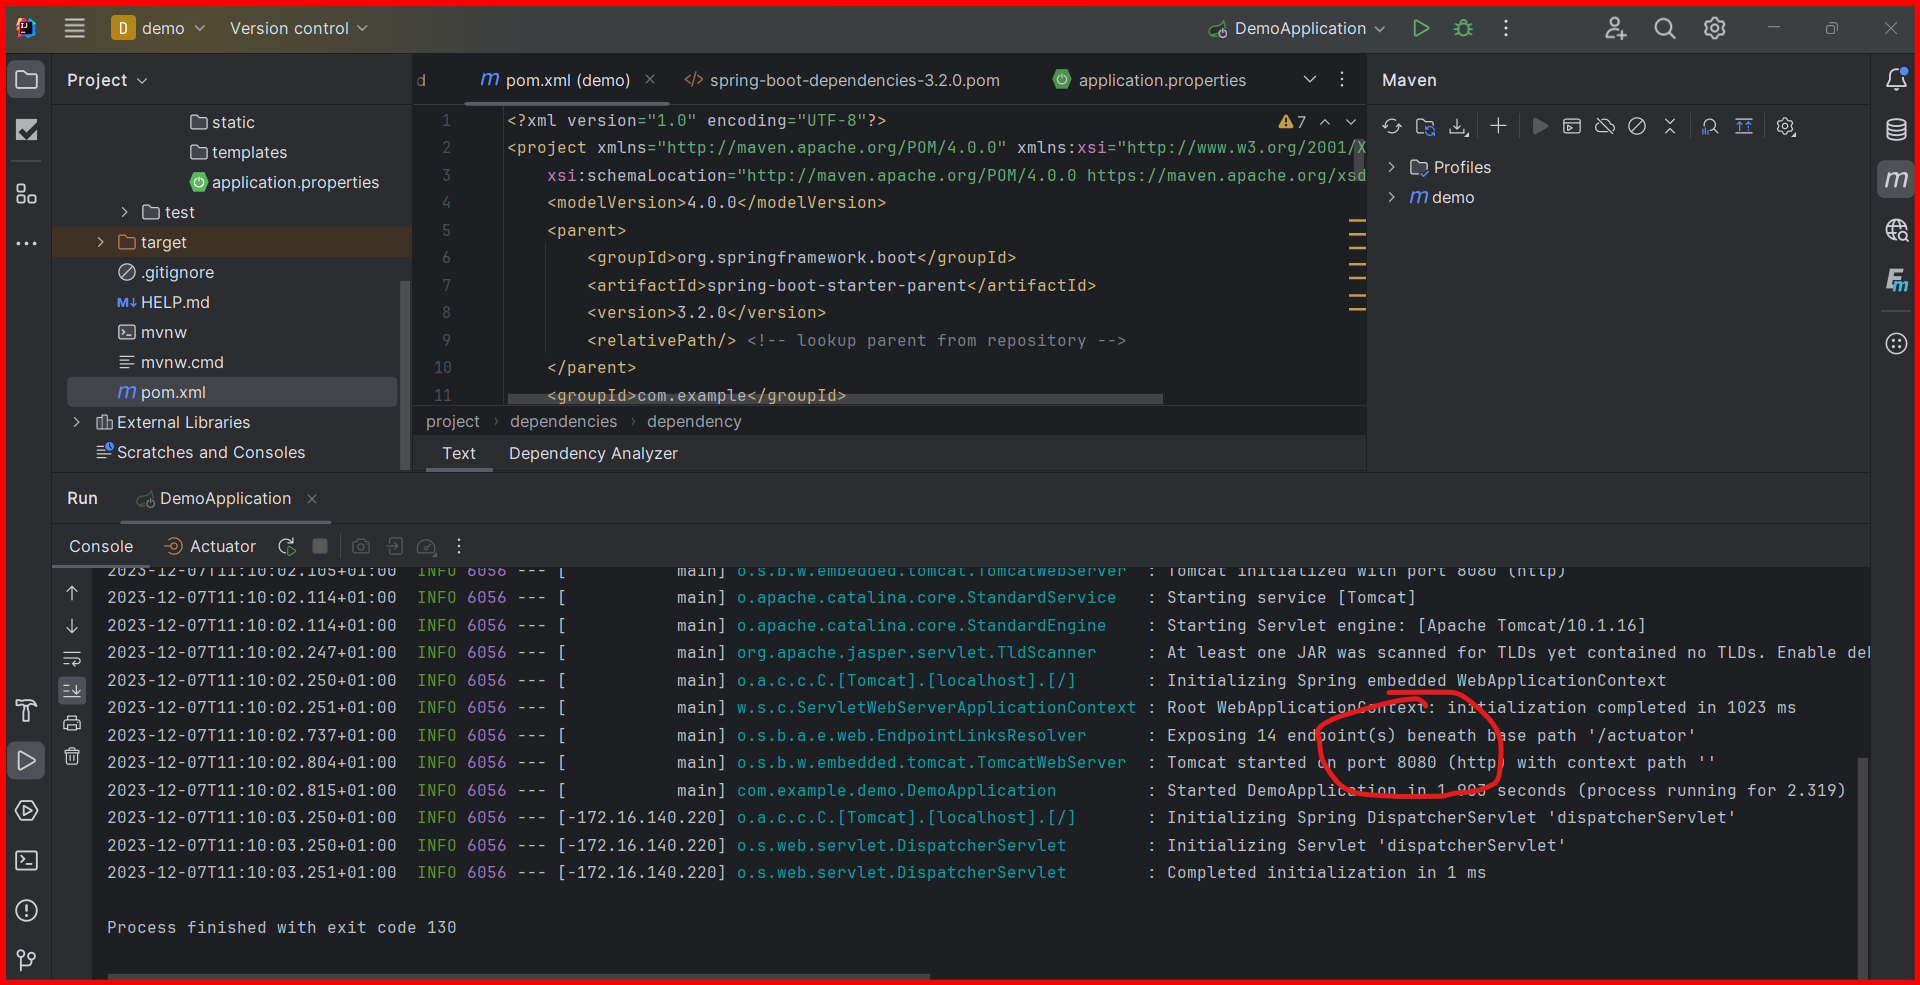 D demo Version control DemoApplication
Project
static
templates
application.properties
test
target
.gitignore
M↓ HELP.md
mvnw
mvnw.cmd
m pom.xml
External Libraries
Scratches and Consoles
d m pom.xml (demo) </> spring-boot-dependencies-3.2.0.pom application.properties
7
1 <?xml version="1.0" encoding="UTF-8"?>
2 <project xmlns="http://maven.apache.org/POM/4.0.0" xmlns:xsi="http://www.w3.org/2001/X
3 xsi:schemaLocation="http://maven.apache.org/POM/4.0.0 https://maven.apache.org/xsd
4 <modelVersion>4.0.0</modelVersion>
5 <parent>
6 <groupId>org.springframework.boot</groupId>
7 <artifactId>spring-boot-starter-parent</artifactId>
8 <version>3.2.0</version>
9 <relativePath/> <!-- lookup parent from repository -->
10 </parent>
11 <groupId>com.example</groupId>
project › dependencies › dependency
Text Dependency Analyzer
Maven
Profiles
m demo
Run DemoApplication
Console Actuator
2023-12-07T11:10:02.105+01:00 INFO 6056 --- [ main] o.s.b.w.embedded.tomcat.TomcatWebServer : Tomcat initialized with port 8080 (http)
2023-12-07T11:10:02.114+01:00 INFO 6056 --- [ main] o.apache.catalina.core.StandardService : Starting service [Tomcat]
2023-12-07T11:10:02.114+01:00 INFO 6056 --- [ main] o.apache.catalina.core.StandardEngine : Starting Servlet engine: [Apache Tomcat/10.1.16]
2023-12-07T11:10:02.247+01:00 INFO 6056 --- [ main] org.apache.jasper.servlet.TldScanner : At least one JAR was scanned for TLDs yet contained no TLDs. Enable del
2023-12-07T11:10:02.250+01:00 INFO 6056 --- [ main] o.a.c.c.C.[Tomcat].[localhost].[/] : Initializing Spring embedded WebApplicationContext
2023-12-07T11:10:02.251+01:00 INFO 6056 --- [ main] w.s.c.ServletWebServerApplicationContext : Root WebApplicationContext: initialization completed in 1023 ms
2023-12-07T11:10:02.737+01:00 INFO 6056 --- [ main] o.s.b.a.e.web.EndpointLinksResolver : Exposing 14 endpoint(s) beneath base path '/actuator'
2023-12-07T11:10:02.804+01:00 INFO 6056 --- [ main] o.s.b.w.embedded.tomcat.TomcatWebServer : Tomcat started on port 8080 (http) with context path ''
2023-12-07T11:10:02.815+01:00 INFO 6056 --- [ main] com.example.demo.DemoApplication : Started DemoApplication in seconds (process running for 2.319)
2023-12-07T11:10:03.250+01:00 INFO 6056 --- [-172.16.140.220] o.a.c.c.C.[Tomcat].[localhost].[/] : Initializing Spring DispatcherServlet 'dispatcherServlet'
2023-12-07T11:10:03.250+01:00 INFO 6056 --- [-172.16.140.220] o.s.web.servlet.DispatcherServlet : Initializing Servlet 'dispatcherServlet'
2023-12-07T11:10:03.251+01:00 INFO 6056 --- [-172.16.140.220] o.s.web.servlet.DispatcherServlet : Completed initialization in 1 ms
Process finished with exit code 130